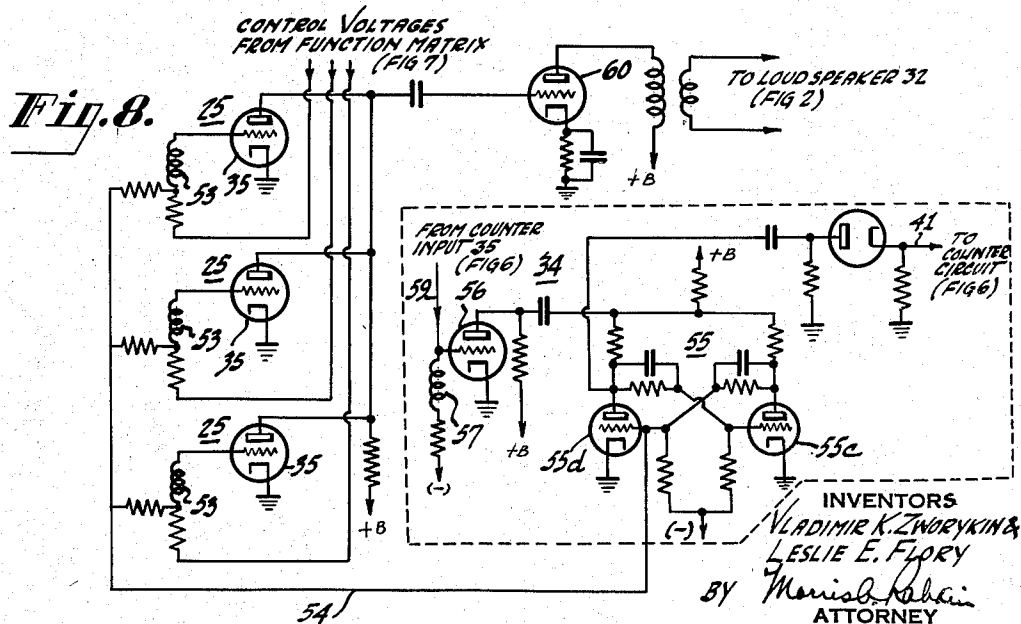 CONTROL VOLTAGES
FROM FUNCTION MATRIX
(FIG 7)
Fig. 8.
25
35
53
60
TO LOUDSPEAKER 32
(FIG 2)
+B
25
35
53
25
35
53
+B
FROM COUNTER
INPUT 35
(FIG 6)
34
59
56
57
(-)
+B
+B
55
55d
55c
(-)
41
TO
COUNTER
CIRCUIT
(FIG 6)
54
INVENTORS
VLADIMIR K. ZWORYKIN &
LESLIE E. FLORY
BY
ATTORNEY